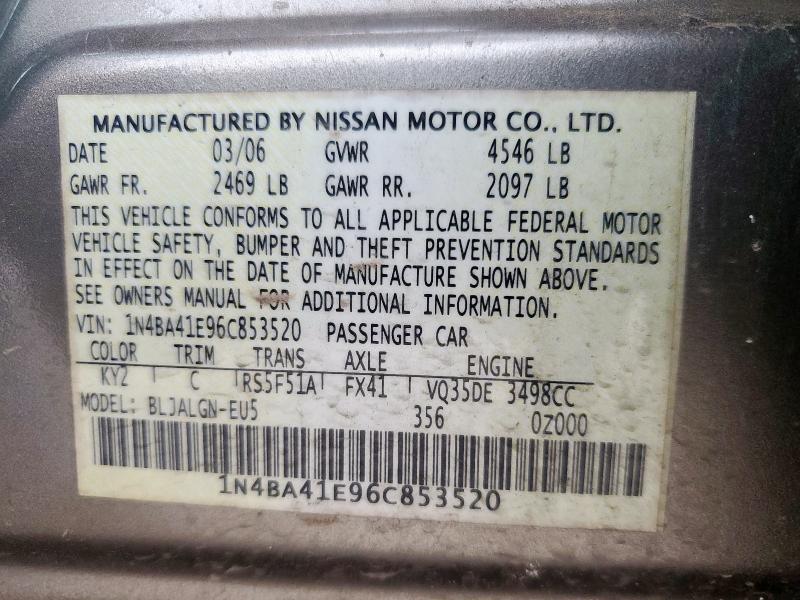 MANUFACTURED BY NISSAN MOTOR CO., LTD.
DATE 03/06 GVWR 4546 LB
GAWR FR. 2469 LB GAWR RR. 2097 LB
THIS VEHICLE CONFORMS TO ALL APPLICABLE FEDERAL MOTOR
VEHICLE SAFETY, BUMPER AND THEFT PREVENTION STANDARDS
IN EFFECT ON THE DATE OF MANUFACTURE SHOWN ABOVE.
SEE OWNERS MANUAL FOR ADDITIONAL INFORMATION.
VIN: 1N4BA41E96C853520 PASSENGER CAR
COLOR TRIM TRANS AXLE ENGINE
KY2 C RS5F51A FX41 VQ35DE 3498CC
MODEL: BLJALGN-EU5 356 0Z000
1N4BA41E96C853520